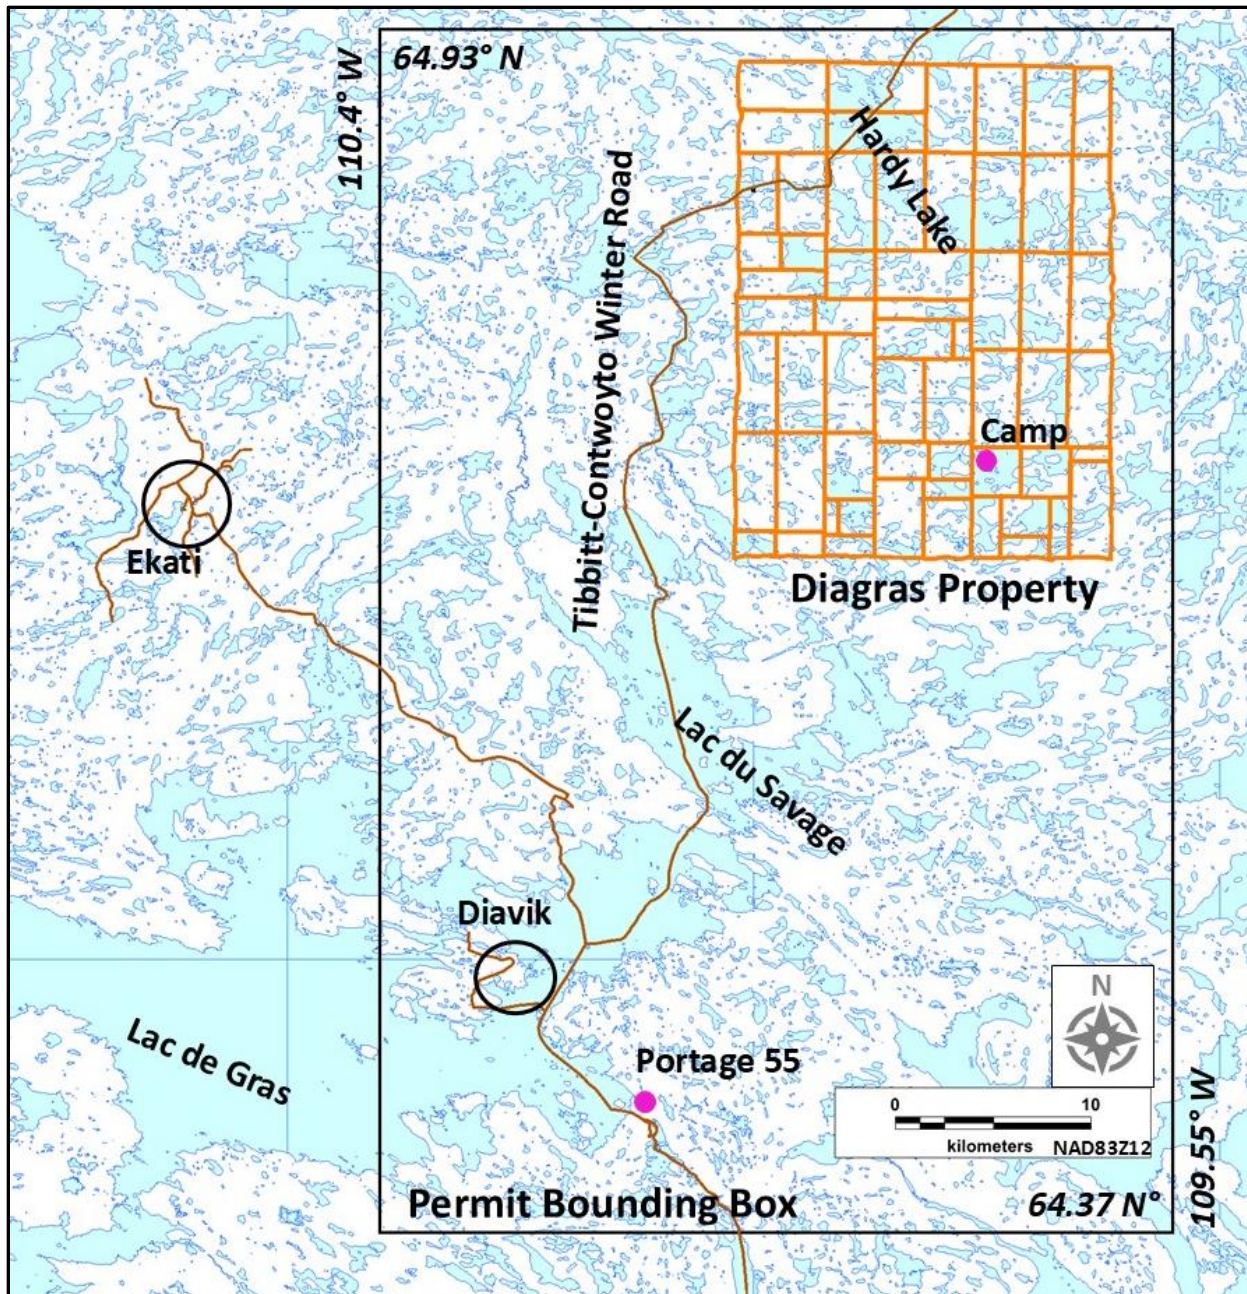 64.93° N
110.4° W
Hardy Lake
Tibbitt-Contwoyto Winter Road
Camp
Ekati
Diagras Property
Lac du Savage
Diavik
N
Lac de Gras
Portage 55
0 10
kilometers NAD83Z12
109.55° W
Permit Bounding Box
64.37 N°